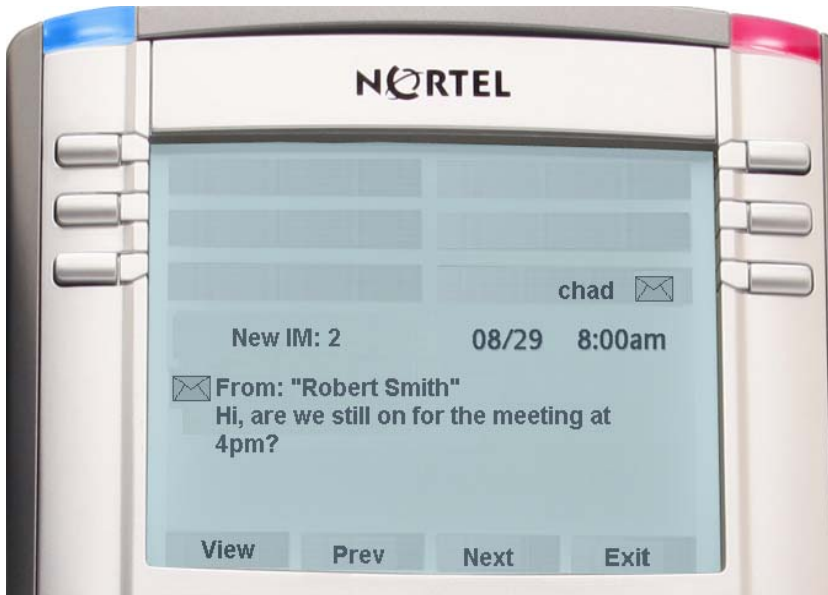 NORTEL
chad
New IM: 2 08/29 8:00am
From: "Robert Smith"
Hi, are we still on for the meeting at
4pm?
View Prev Next Exit